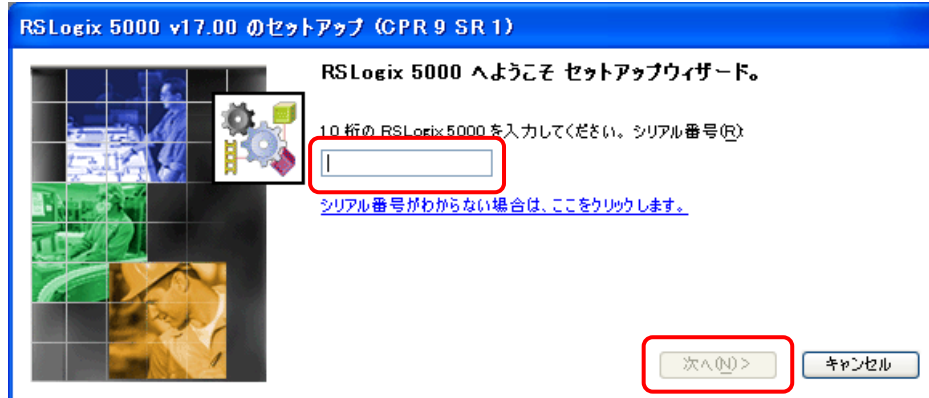 RSLogix 5000 v17.00 のセットアップ (CPR 9 SR 1)
RSLogix 5000 へようこそ セットアップウィザード。
10 桁の RSLogix 5000 を入力してください。シリアル番号(R):
シリアル番号がわからない場合は、ここをクリックします。
次へ(N) >
キャンセル